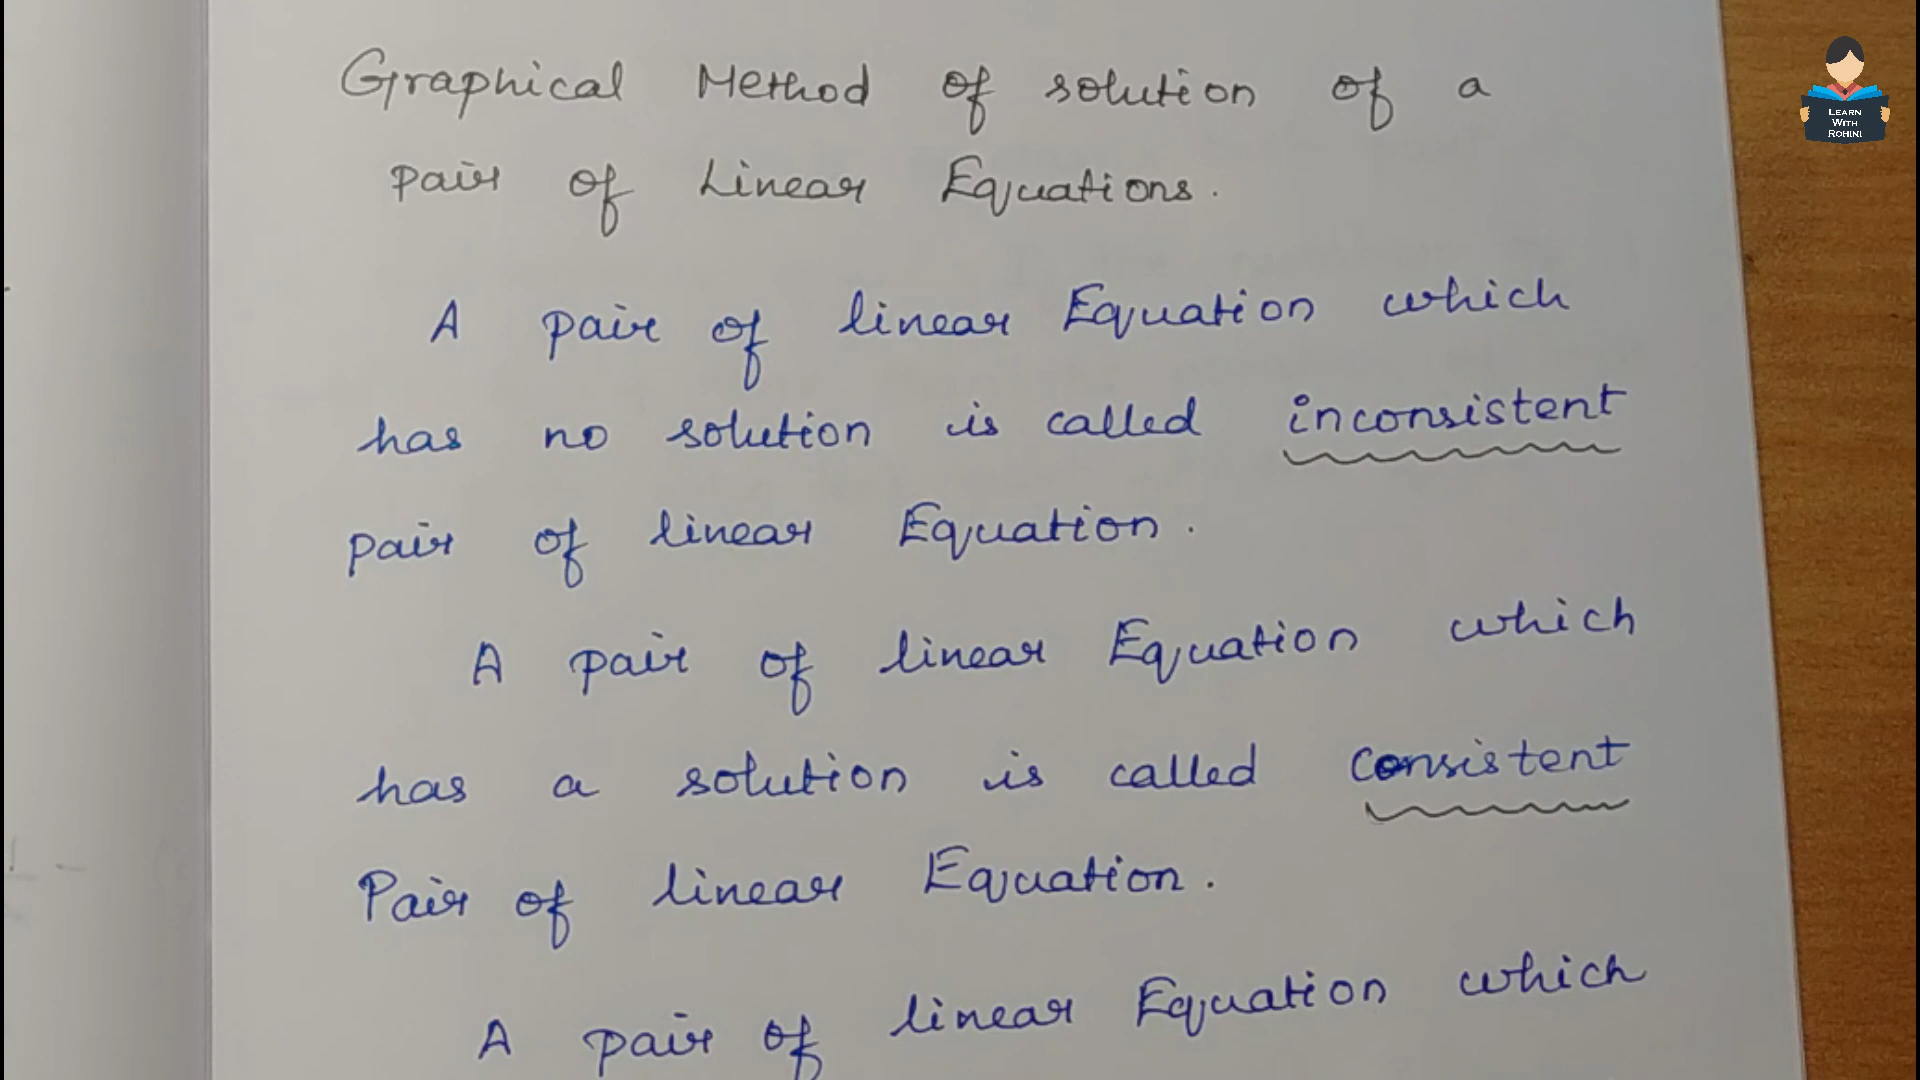 Graphical Method of solution of a
pair of Linear Equations.
A pair of linear Equation which
has no solution is called inconsistent
pair of linear Equation.
A pair of linear Equation which
has a solution is called consistent
Pair of linear Equation.
A pair of linear Equation which
LEARN
WITH
ROHINI